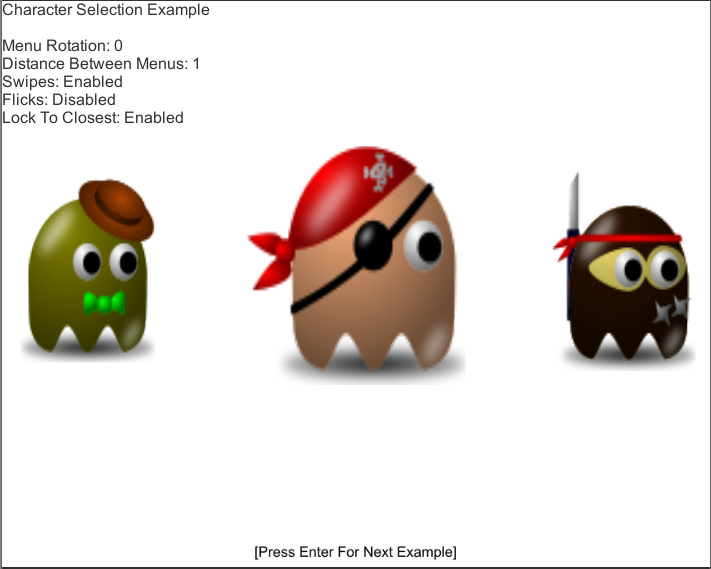 Character Selection Example
Menu Rotation: 0
Distance Between Menus: 1
Swipes: Enabled
Flicks: Disabled
Lock To Closest: Enabled
[Press Enter For Next Example]